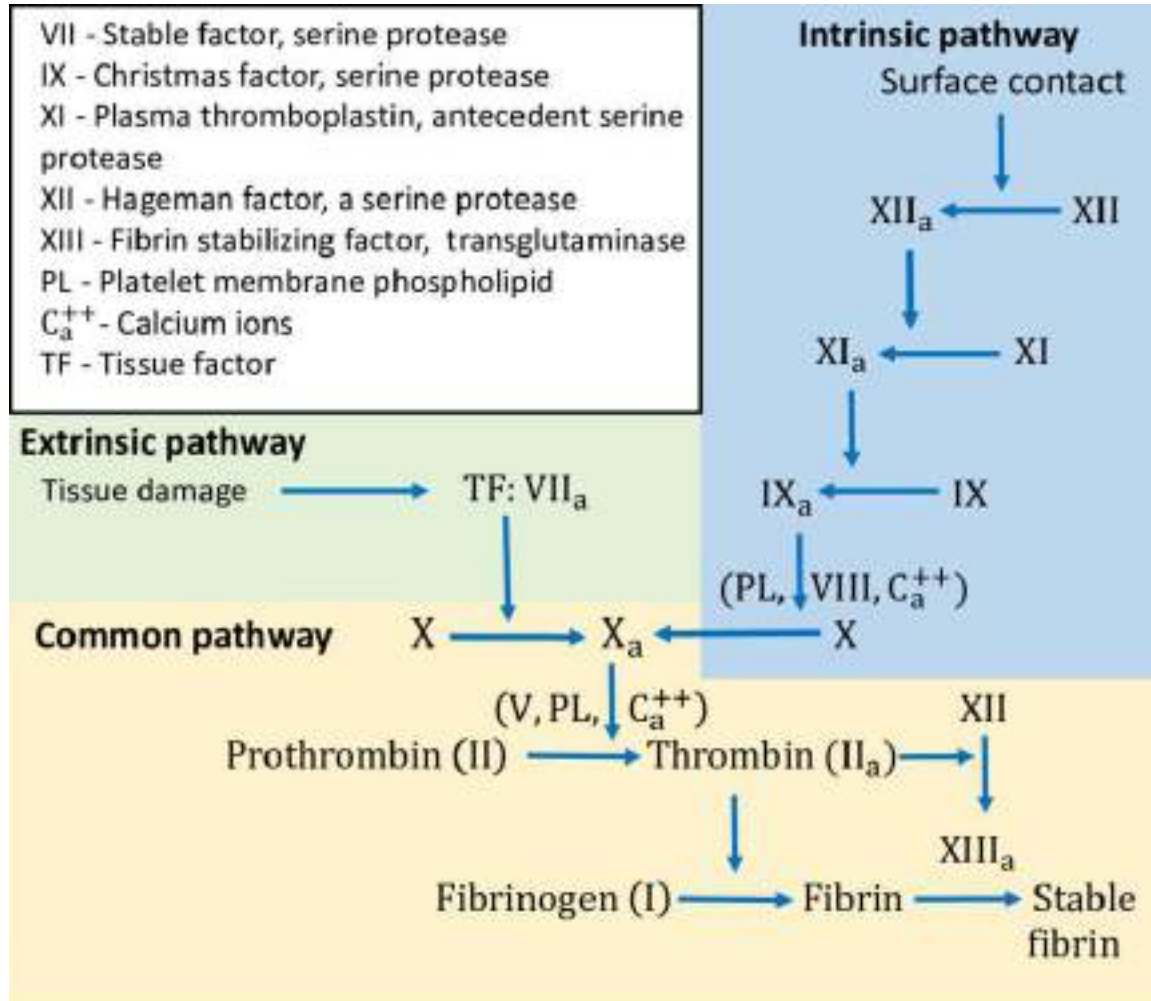 VII - Stable factor, serine protease
IX - Christmas factor, serine protease
XI - Plasma thromboplastin, antecedent serine
protease
XII - Hageman factor, a serine protease
XIII - Fibrin stabilizing factor, transglutaminase
PL - Platelet membrane phospholipid
Cₐ⁺⁺ - Calcium ions
TF - Tissue factor
Intrinsic pathway
Surface contact
XIIₐ XII
XIₐ XI
IXₐ IX
(PL, VIII, Cₐ⁺⁺)
X
Extrinsic pathway
Tissue damage TF: VIIₐ
Common pathway X Xₐ
(V, PL, Cₐ⁺⁺) XII
Prothrombin (II) Thrombin (IIₐ)
XIIIₐ
Fibrinogen (I) Fibrin Stable
fibrin